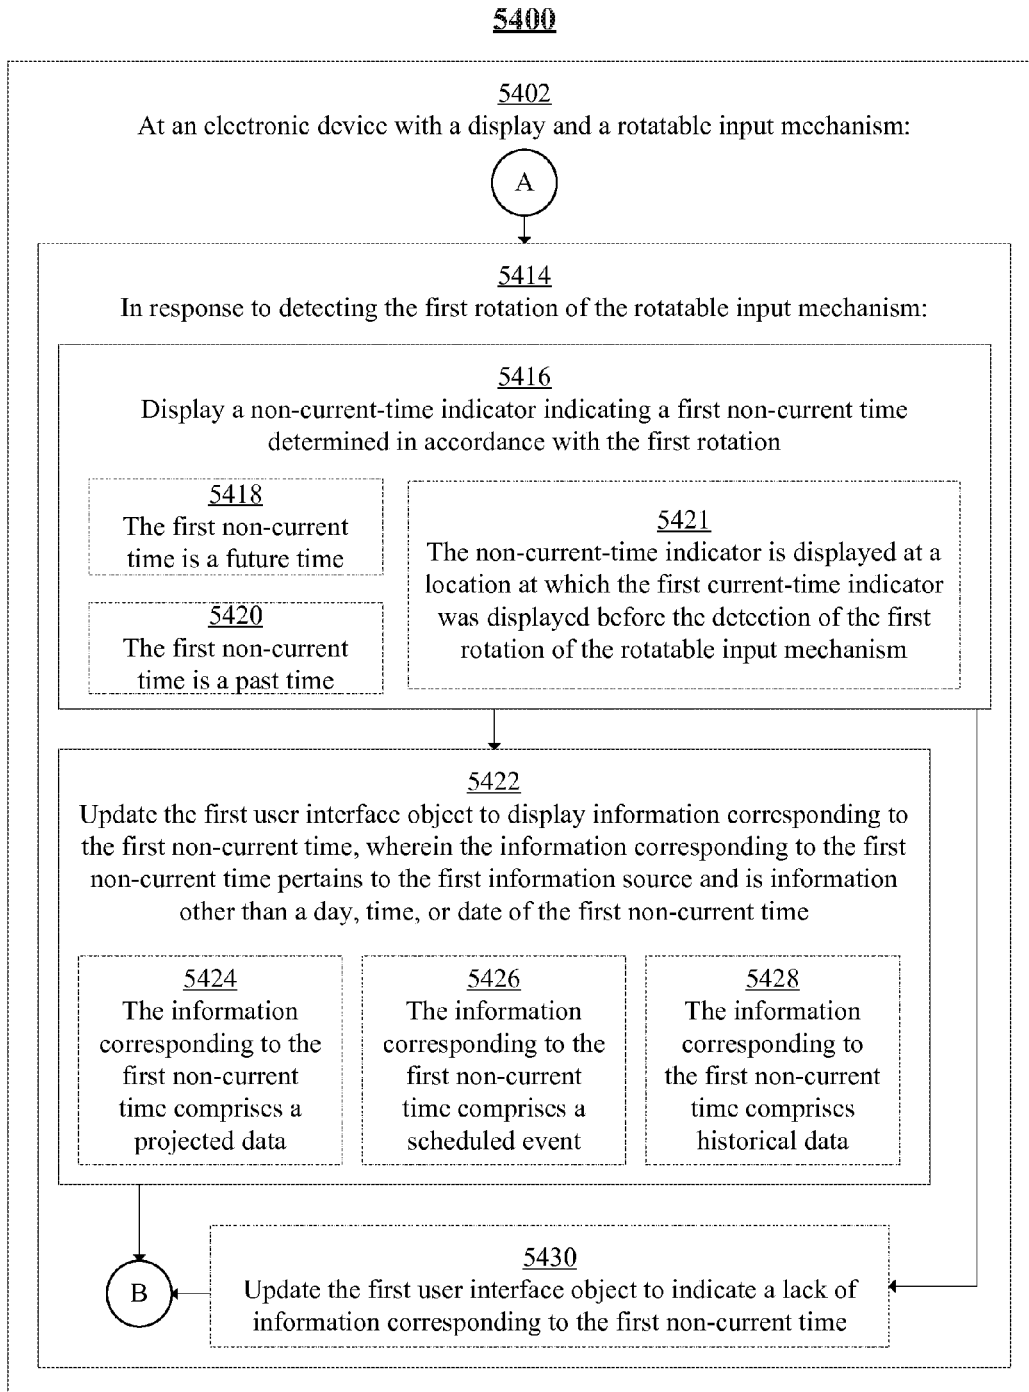 5400
5402
At an electronic device with a display and a rotatable input mechanism:
A
5414
In response to detecting the first rotation of the rotatable input mechanism:
5416
Display a non-current-time indicator indicating a first non-current time
determined in accordance with the first rotation
5418
The first non-current
time is a future time
5420
The first non-current
time is a past time
5421
The non-current-time indicator is displayed at a
location at which the first current-time indicator
was displayed before the detection of the first
rotation of the rotatable input mechanism
5422
Update the first user interface object to display information corresponding to
the first non-current time, wherein the information corresponding to the first
non-current time pertains to the first information source and is information
other than a day, time, or date of the first non-current time
5424
The information
corresponding to the
first non-current
time comprises a
projected data
5426
The information
corresponding to the
first non-current
time comprises a
scheduled event
5428
The information
corresponding to
the first non-current
time comprises
historical data
B
5430
Update the first user interface object to indicate a lack of
information corresponding to the first non-current time